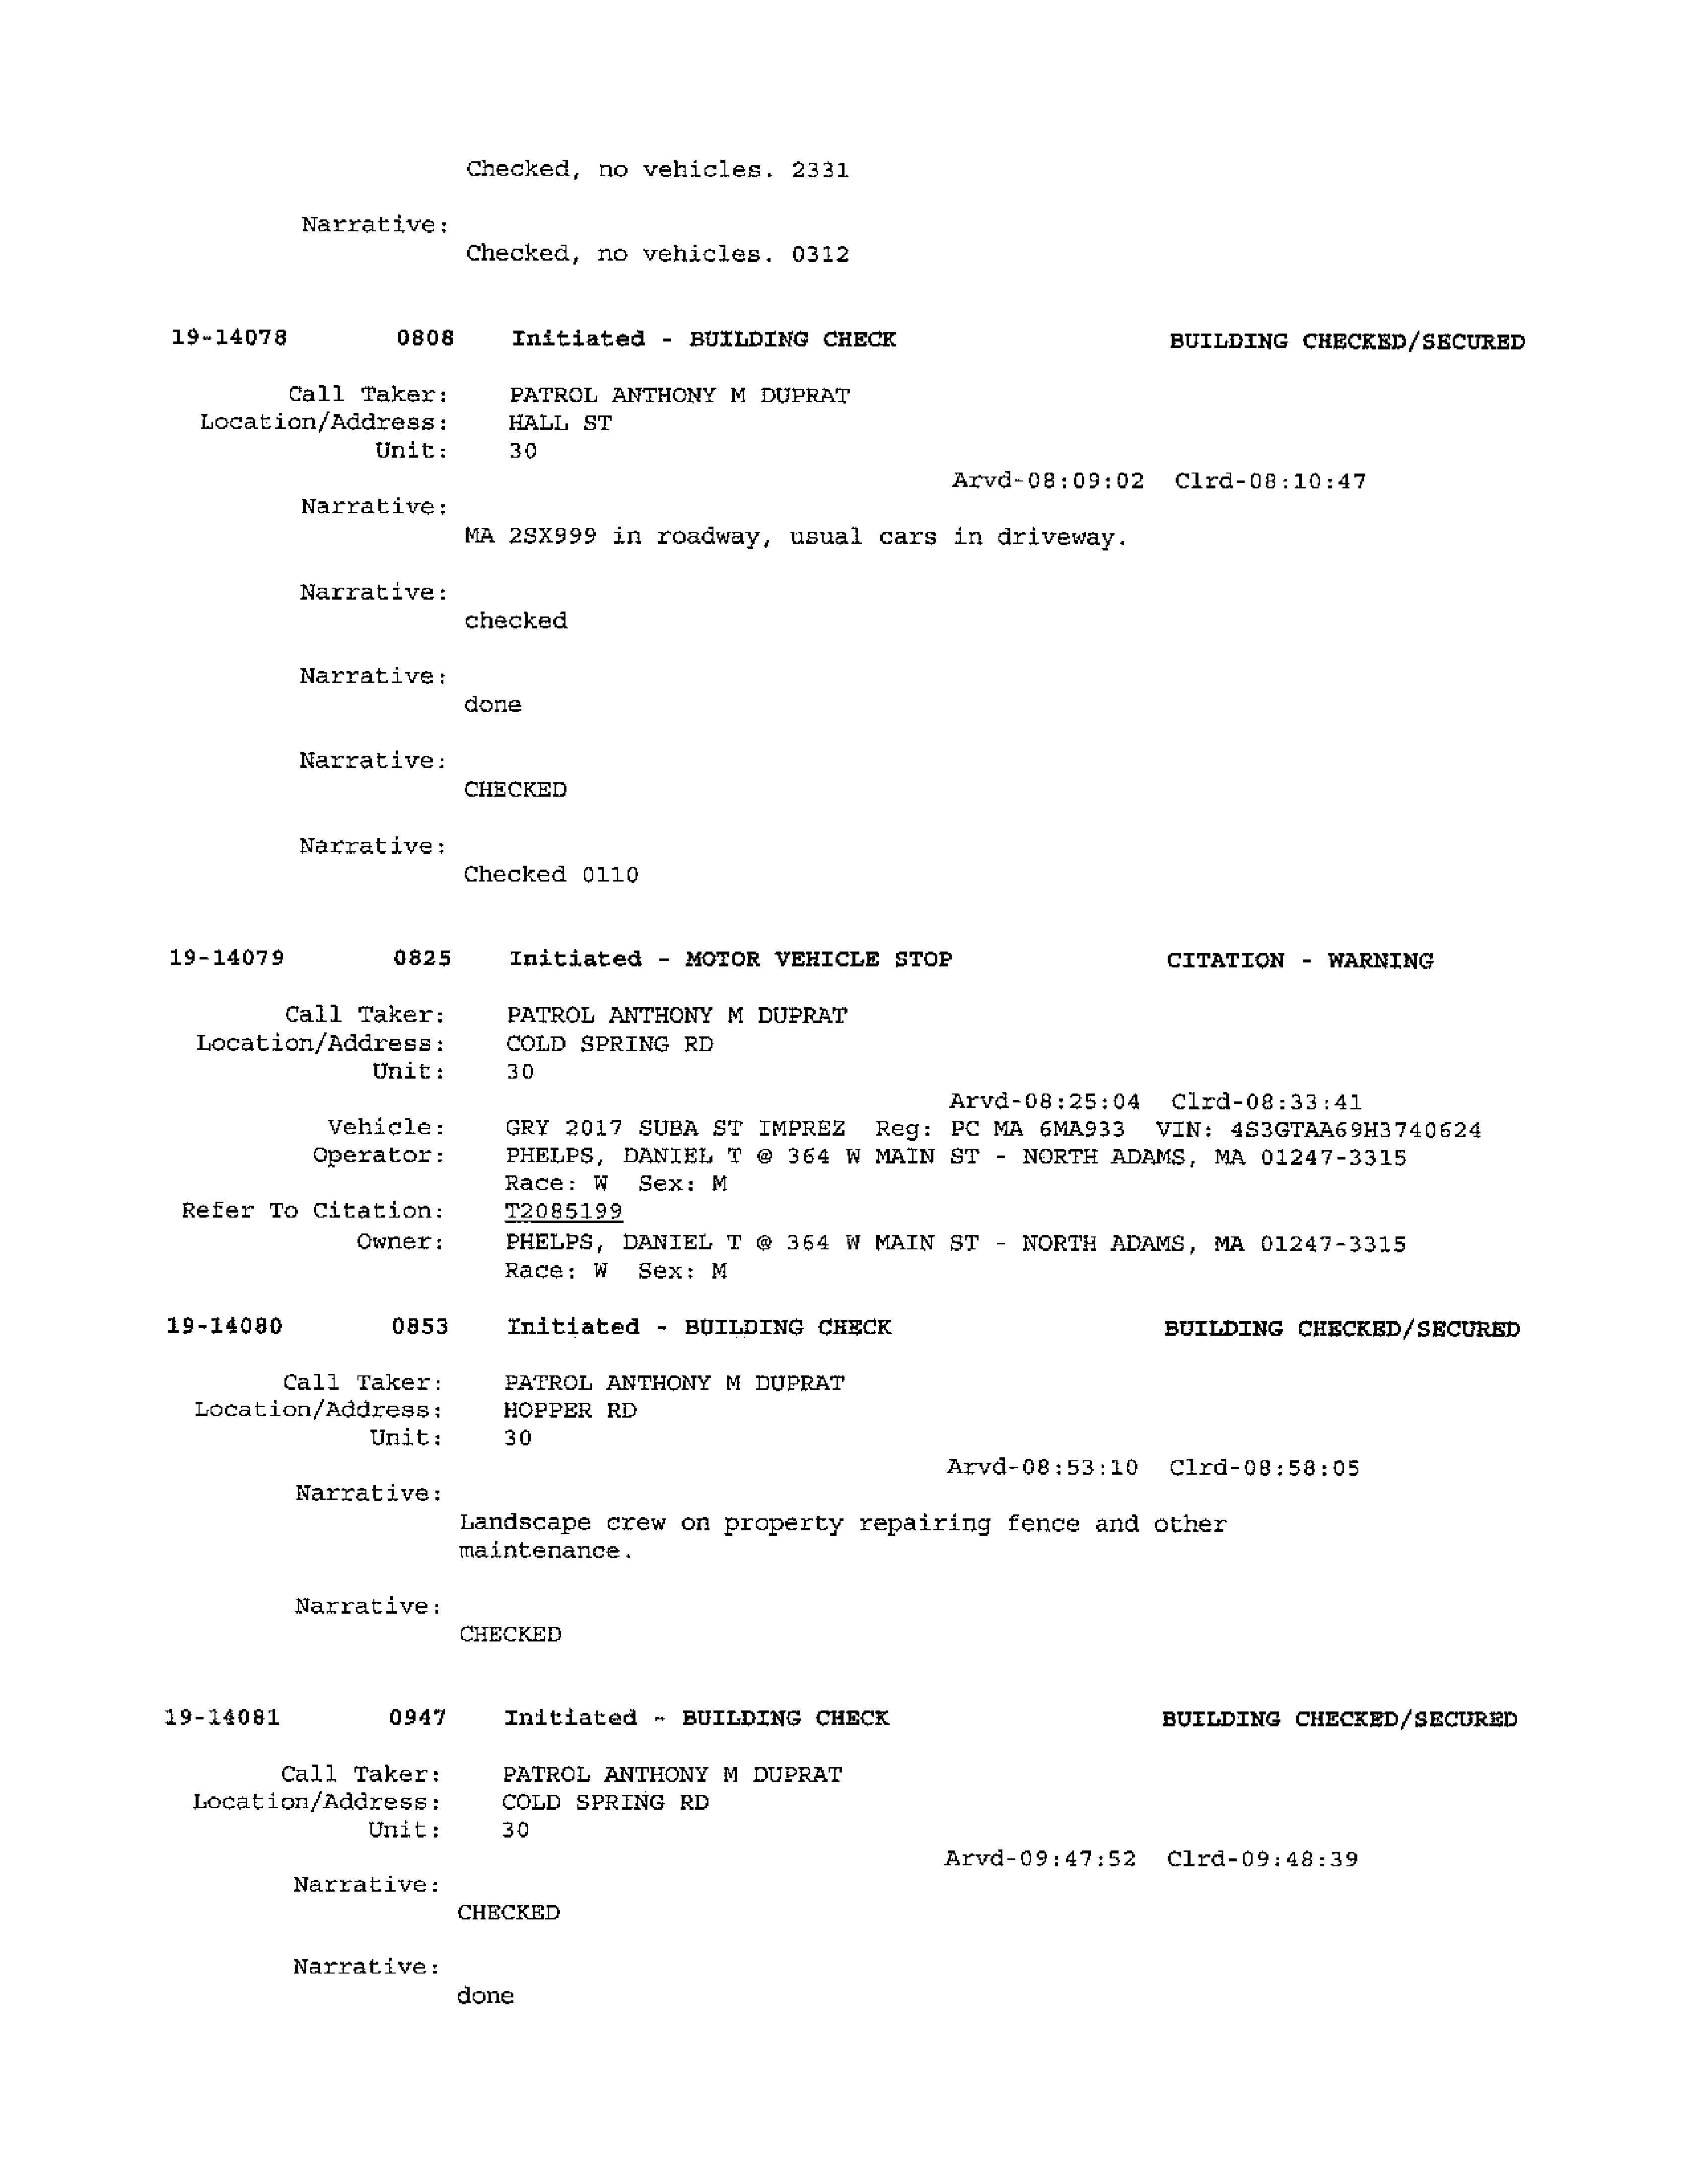 Checked, no vehicles. 2331
Narrative:
Checked, no vehicles. 0312
19-14078 0808 Initiated - BUILDING CHECK BUILDING CHECKED/SECURED
Call Taker: PATROL ANTHONY M DUPRAT
Location/Address: HALL ST
Unit: 30
Arvd-08:09:02 Clrd-08:10:47
Narrative:
MA 2SX999 in roadway, usual cars in driveway.
Narrative:
checked
Narrative:
done
Narrative:
CHECKED
Narrative:
Checked 0110
19-14079 0825 Initiated - MOTOR VEHICLE STOP CITATION - WARNING
Call Taker: PATROL ANTHONY M DUPRAT
Location/Address: COLD SPRING RD
Unit: 30
Arvd-08:25:04 Clrd-08:33:41
Vehicle: GRY 2017 SUBA ST IMPREZ Reg: PC MA 6MA933 VIN: 4S3GTAA69H3740624
Operator: PHELPS, DANIEL T @ 364 W MAIN ST - NORTH ADAMS, MA 01247-3315
Race: W Sex: M
Refer To Citation: T2085199
Owner: PHELPS, DANIEL T @ 364 W MAIN ST - NORTH ADAMS, MA 01247-3315
Race: W Sex: M
19-14080 0853 Initiated - BUILDING CHECK BUILDING CHECKED/SECURED
Call Taker: PATROL ANTHONY M DUPRAT
Location/Address: HOPPER RD
Unit: 30
Arvd-08:53:10 Clrd-08:58:05
Narrative:
Landscape crew on property repairing fence and other
maintenance.
Narrative:
CHECKED
19-14081 0947 Initiated - BUILDING CHECK BUILDING CHECKED/SECURED
Call Taker: PATROL ANTHONY M DUPRAT
Location/Address: COLD SPRING RD
Unit: 30
Arvd-09:47:52 Clrd-09:48:39
Narrative:
CHECKED
Narrative:
done